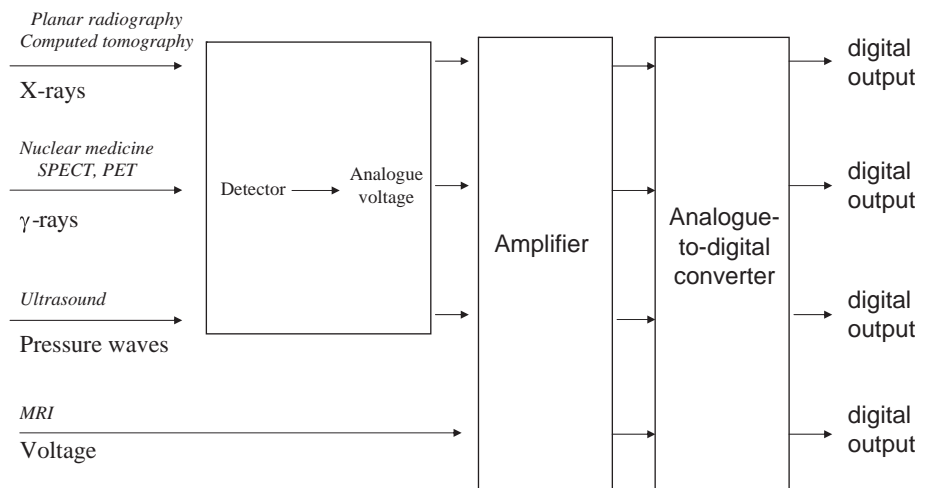 Planar radiography
Computed tomography
X-rays
Nuclear medicine
SPECT, PET
γ-rays
Ultrasound
Pressure waves
MRI
Voltage
Detector
Analogue
voltage
Amplifier
Analogue-
to-digital
converter
digital
output
digital
output
digital
output
digital
output